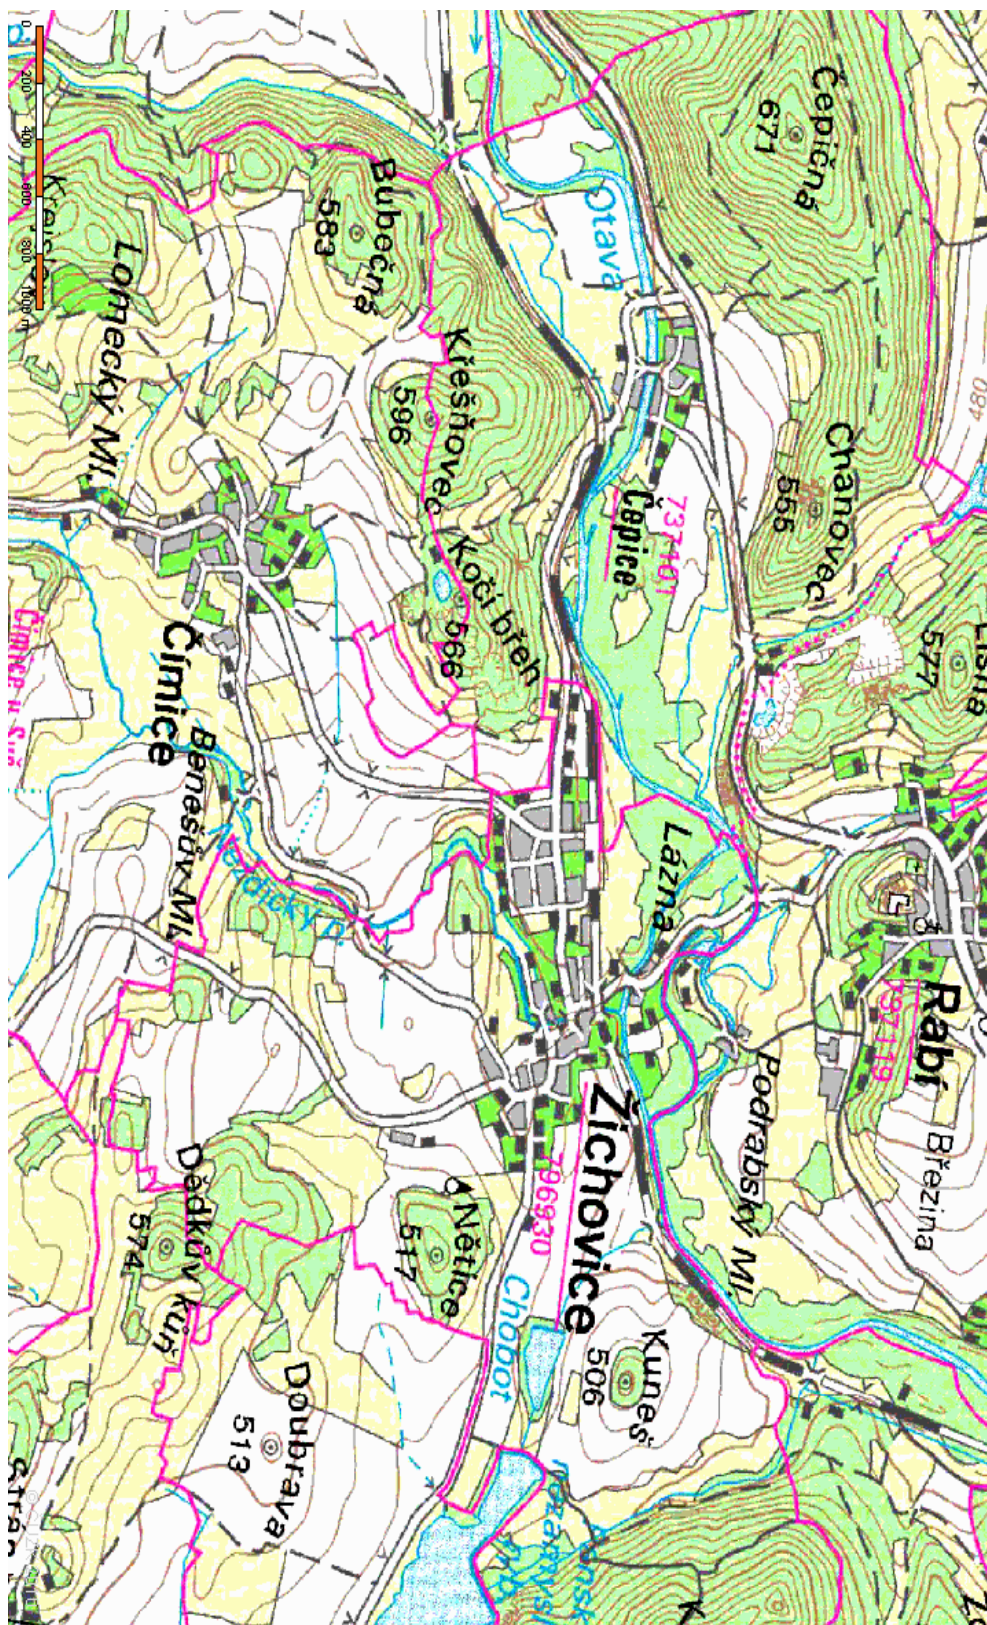 Čepičná
671
480
Otava
Bubečná
583
Lomecký Ml.
Křešňovec
596
Chanovec
555
Čepice
737101
Kočí břeh
566
577
Čímice
Benešův Ml.
Nezdický p.
Lázna
Rabí
737119
Březina
Podrabský Ml.
Žichovice
796930
Chobot
Nětice
517
Kuneš
506
Dědkův kůň
574
Doubrava
513
0
200
400
600
800
1000 m